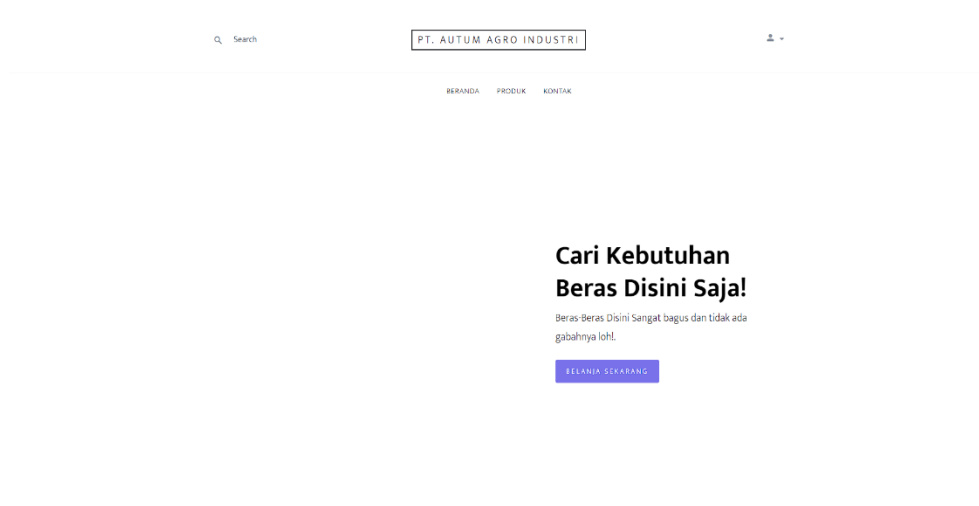 Search
PT. AUTUM AGRO INDUSTRI
BERANDA PRODUK KONTAK
Cari Kebutuhan
Beras Disini Saja!
Beras-Beras Disini Sangat bagus dan tidak ada
gabahnya loh!.
BELANJA SEKARANG